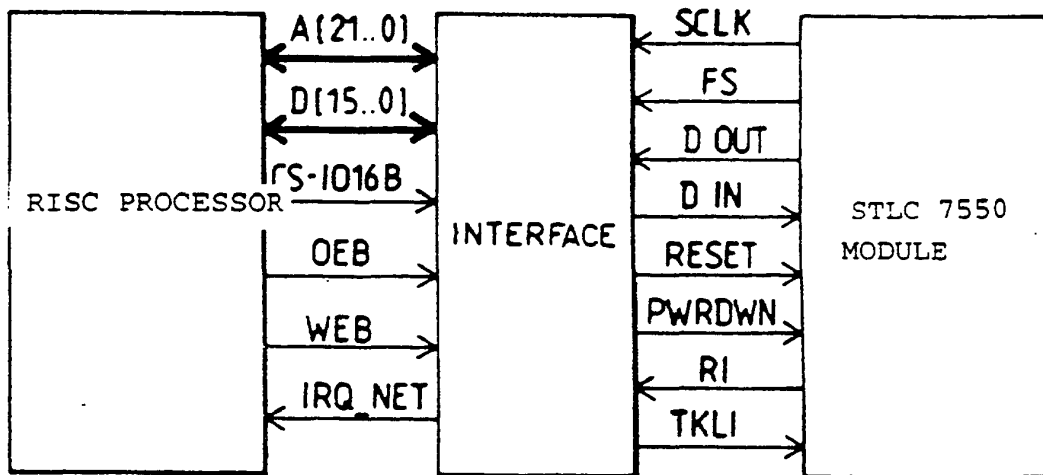 A(21..0)
D(15..0)
CS-IO16B
RISC PROCESSOR
OEB
WEB
IRQ_NET
INTERFACE
SCLK
FS
D OUT
D IN
RESET
PWRDWN
RI
TKLI
STLC 7550
MODULE